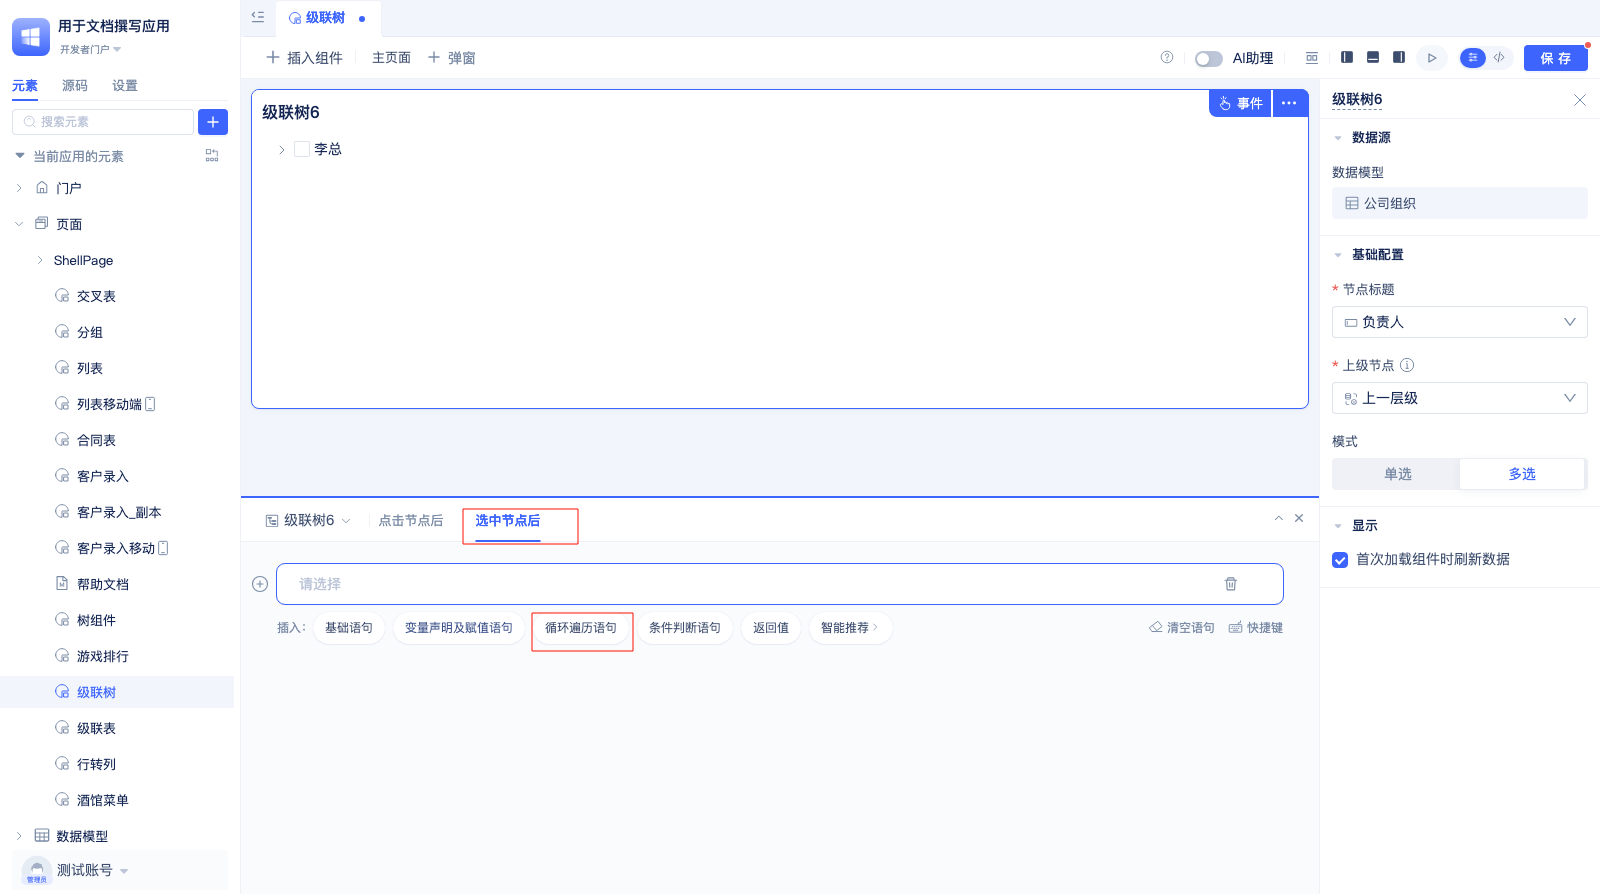 用于文档撰写应用
开发者门户
元素 源码 设置
搜索元素
当前应用的元素
门户
页面
ShellPage
交叉表
分组
列表
列表移动端
合同表
客户录入
客户录入_副本
客户录入移动
帮助文档
树组件
游戏排行
级联树
级联表
行转列
酒馆菜单
数据模型
测试账号
管理员
级联树
插入组件 主页面 弹窗
AI助理
保存
级联树6
事件
李总
级联树6 点击节点后 选中节点后
请选择
插入: 基础语句 变量声明及赋值语句 循环遍历语句 条件判断语句 返回值 智能推荐
清空语句 快捷键
级联树6
数据源
数据模型
公司组织
基础配置
* 节点标题
负责人
* 上级节点
上一层级
模式
单选 多选
显示
首次加载组件时刷新数据